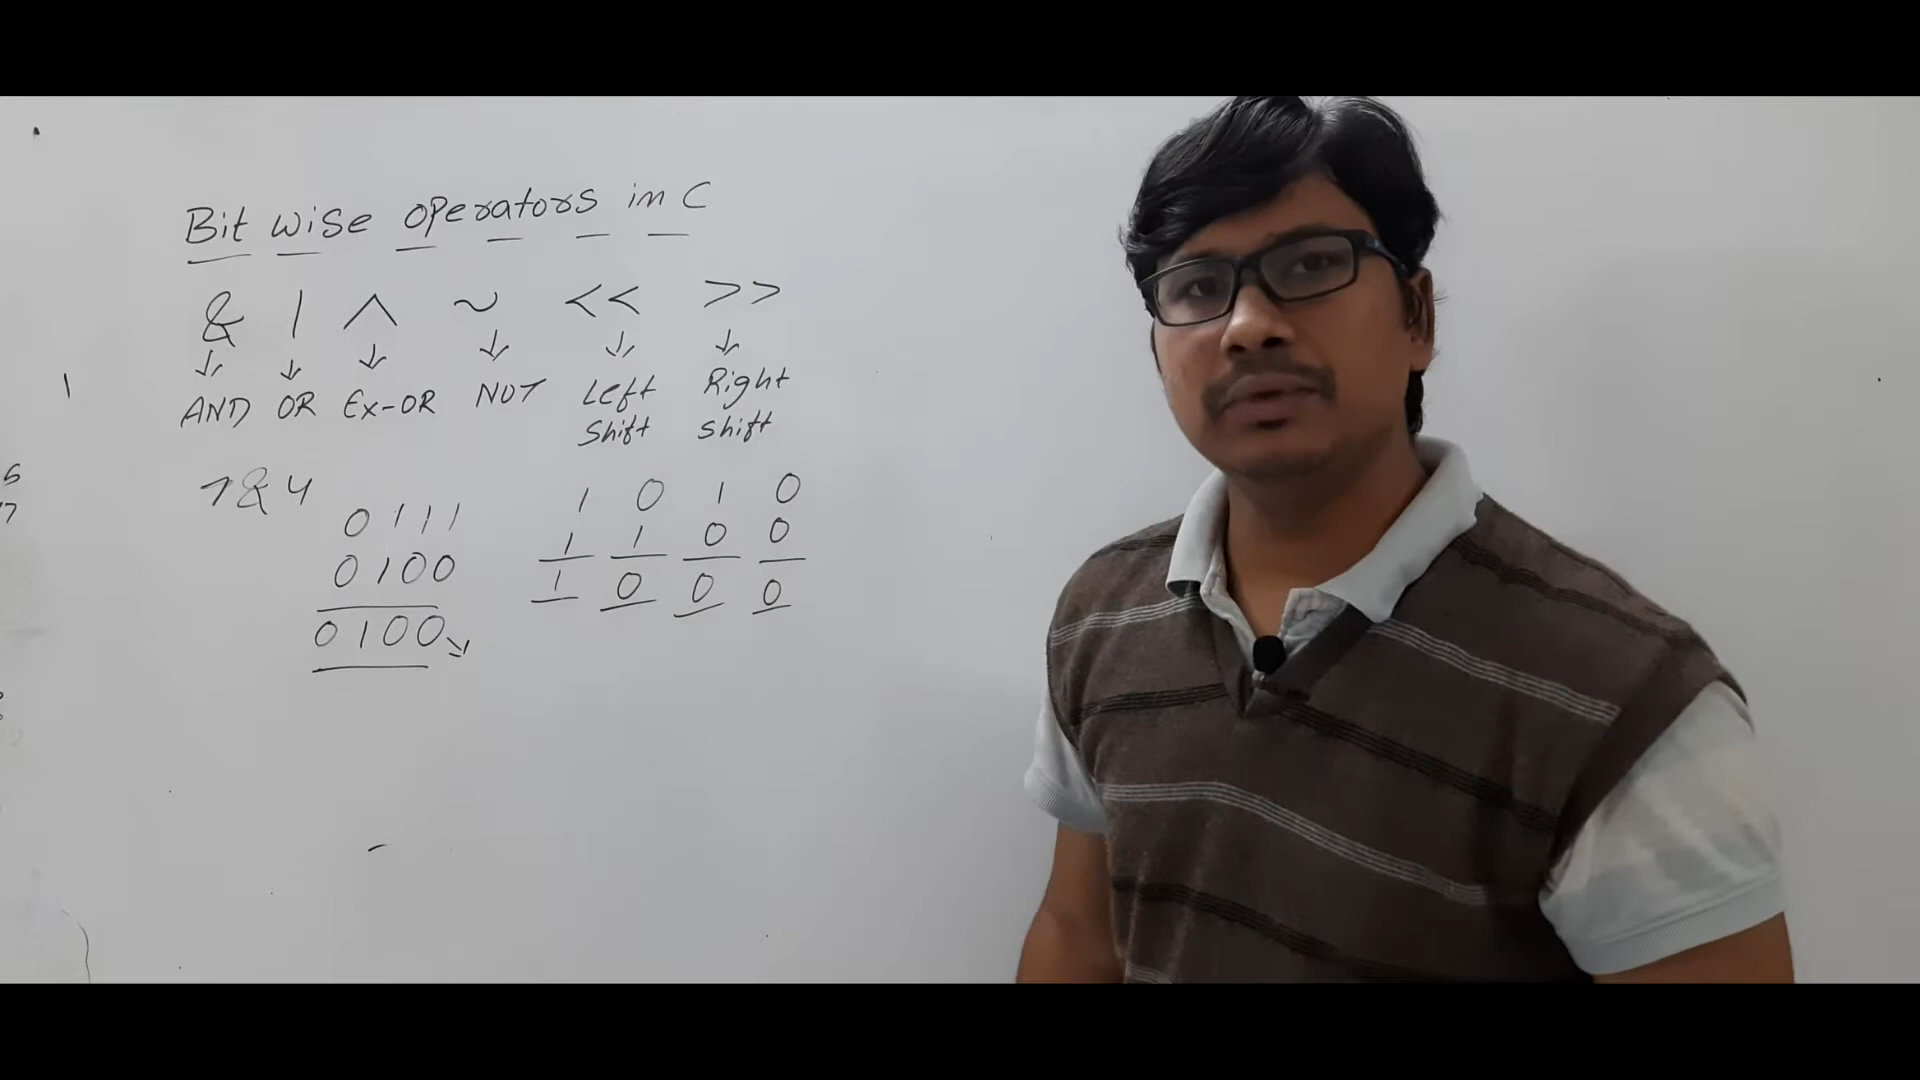 Bit wise operators in C
& | ^ ~ << >>
AND OR Ex-OR NOT Left Shift Right shift
7&4
0111
0100
0100
1 0 1 0
1 1 0 0
1 0 0 0